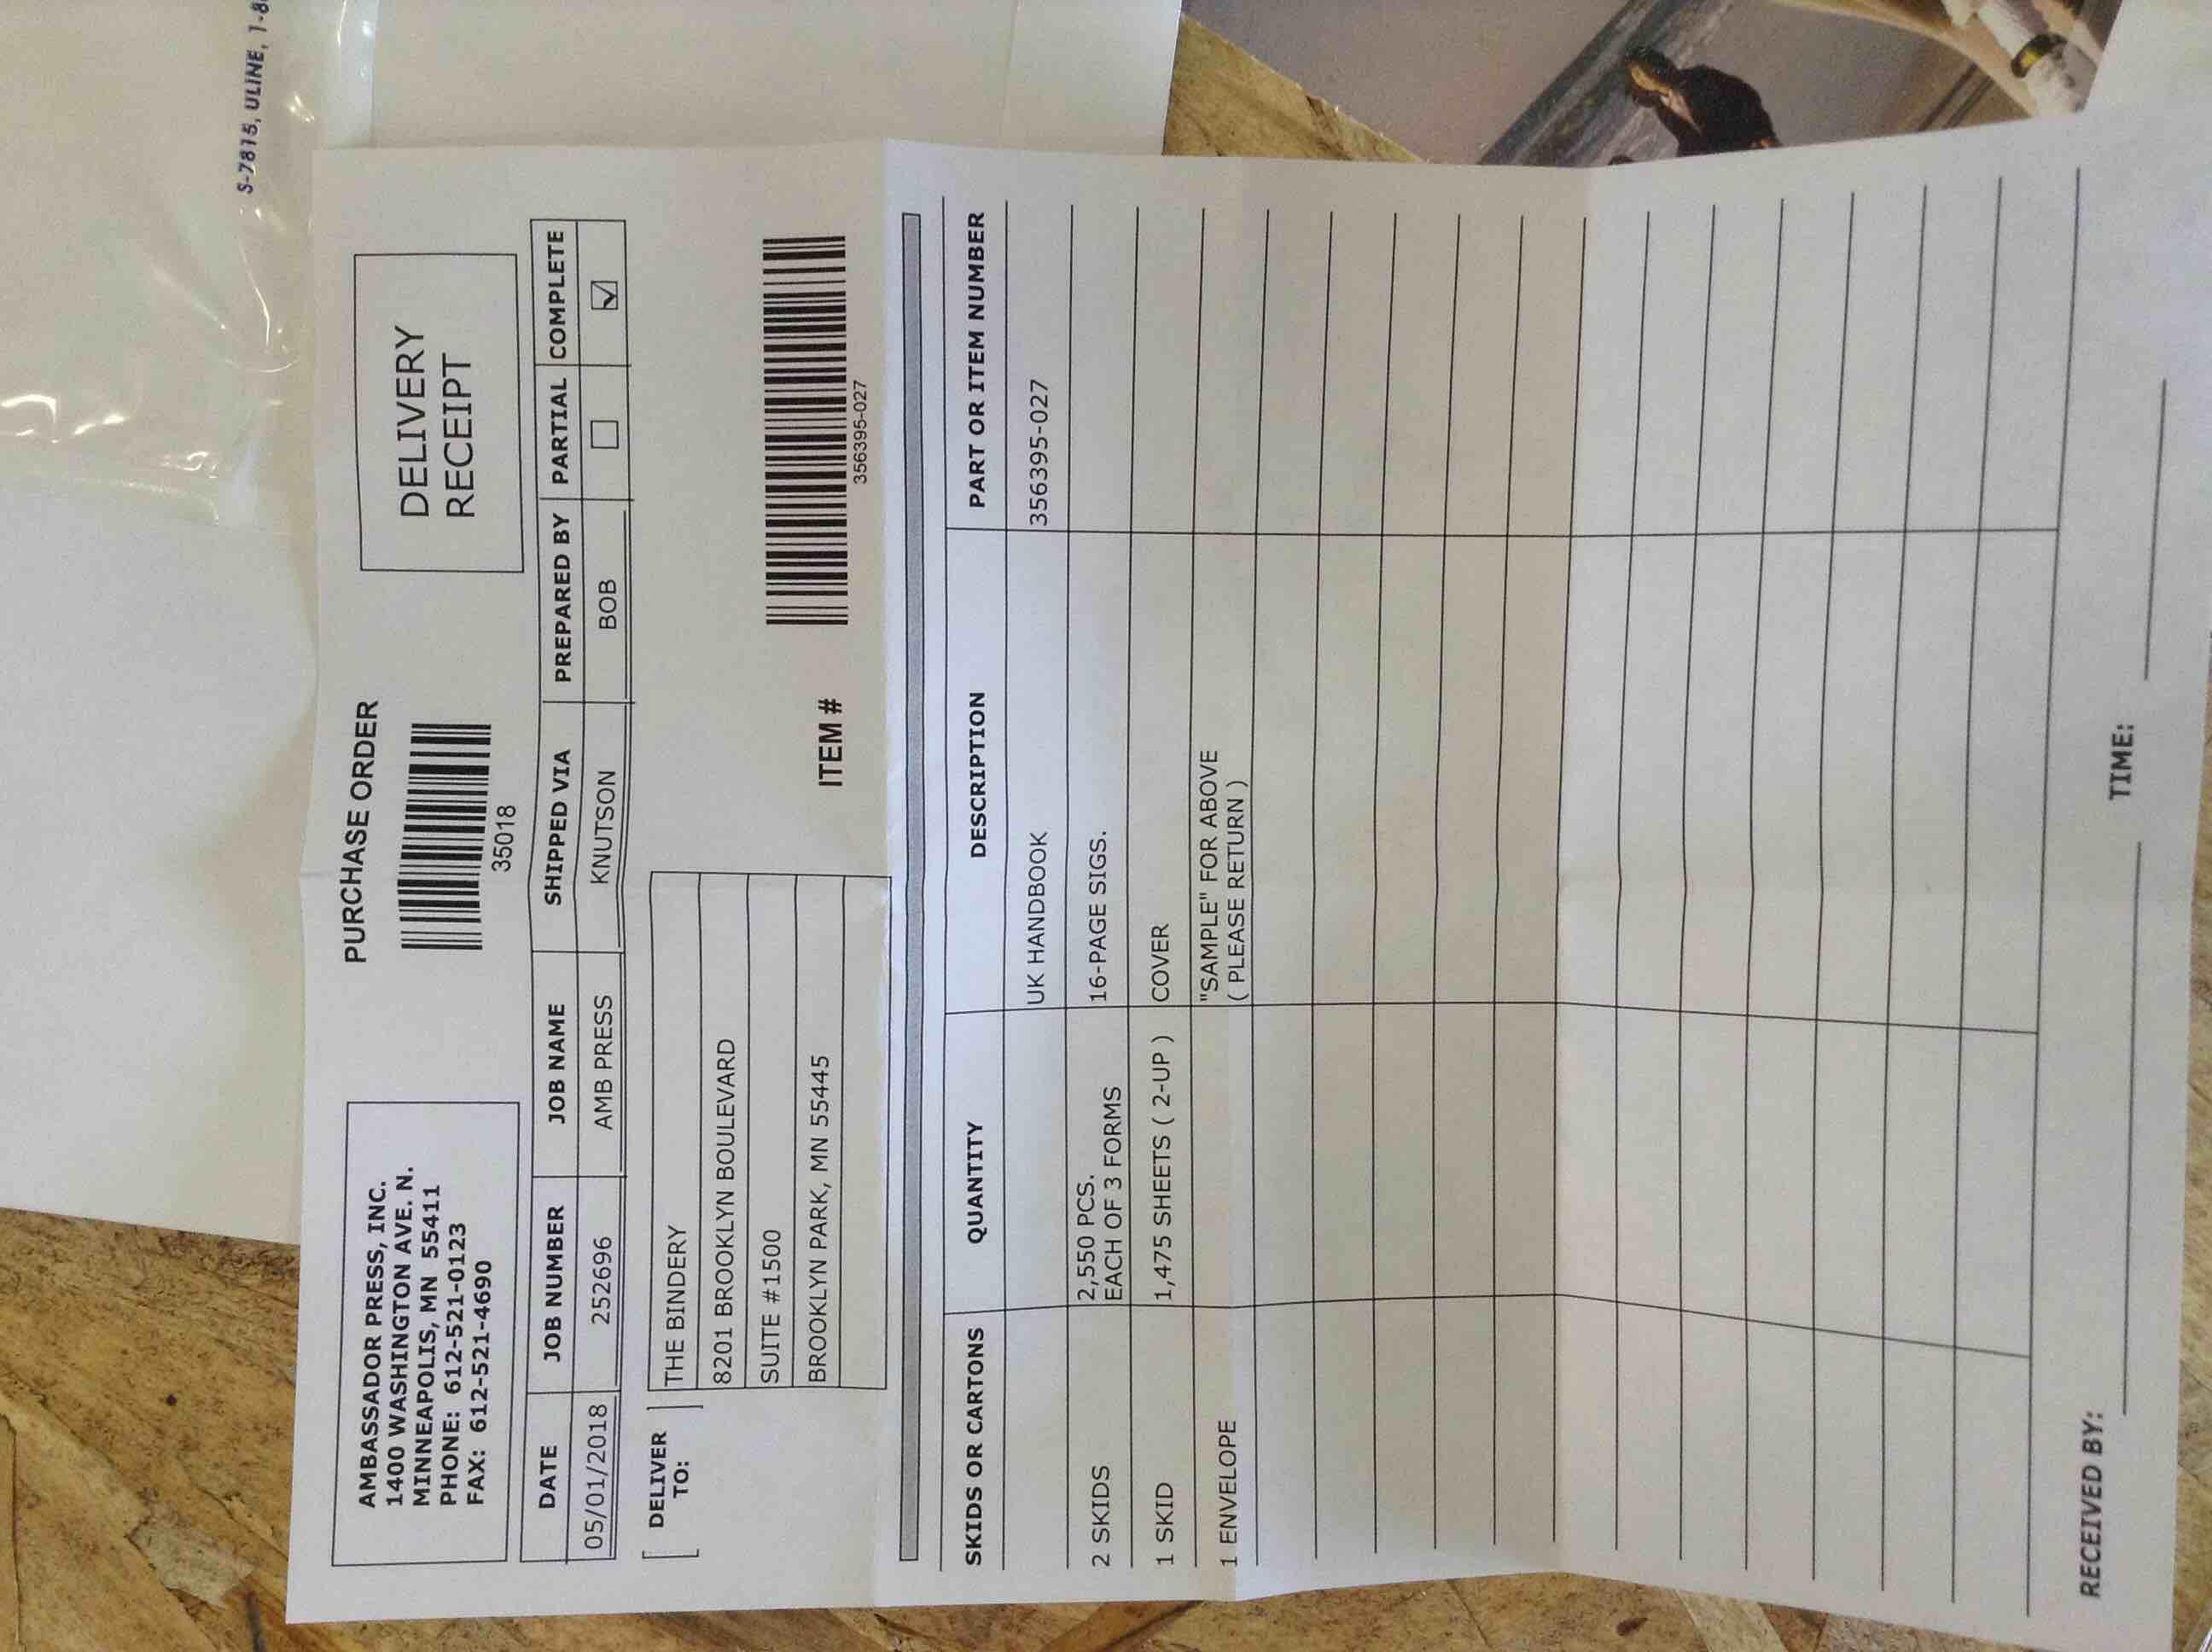 S-7815, ULINE, 1-8
AMBASSADOR PRESS, INC.
1400 WASHINGTON AVE. N.
MINNEAPOLIS, MN 55411
PHONE: 612-521-0123
FAX: 612-521-4690
PURCHASE ORDER
35018
DELIVERY
RECEIPT
DATE JOB NUMBER JOB NAME SHIPPED VIA PREPARED BY PARTIAL COMPLETE
05/01/2018 252696 AMB PRESS KNUTSON BOB ☐ ☑
[ DELIVER TO: ]
THE BINDERY
8201 BROOKLYN BOULEVARD
SUITE #1500
BROOKLYN PARK, MN 55445
ITEM #
356395-027
SKIDS OR CARTONS QUANTITY DESCRIPTION PART OR ITEM NUMBER
UK HANDBOOK 356395-027
2 SKIDS 2,550 PCS. 16-PAGE SIGS.
EACH OF 3 FORMS
1 SKID 1,475 SHEETS ( 2-UP ) COVER
1 ENVELOPE "SAMPLE" FOR ABOVE
( PLEASE RETURN )
RECEIVED BY: TIME: